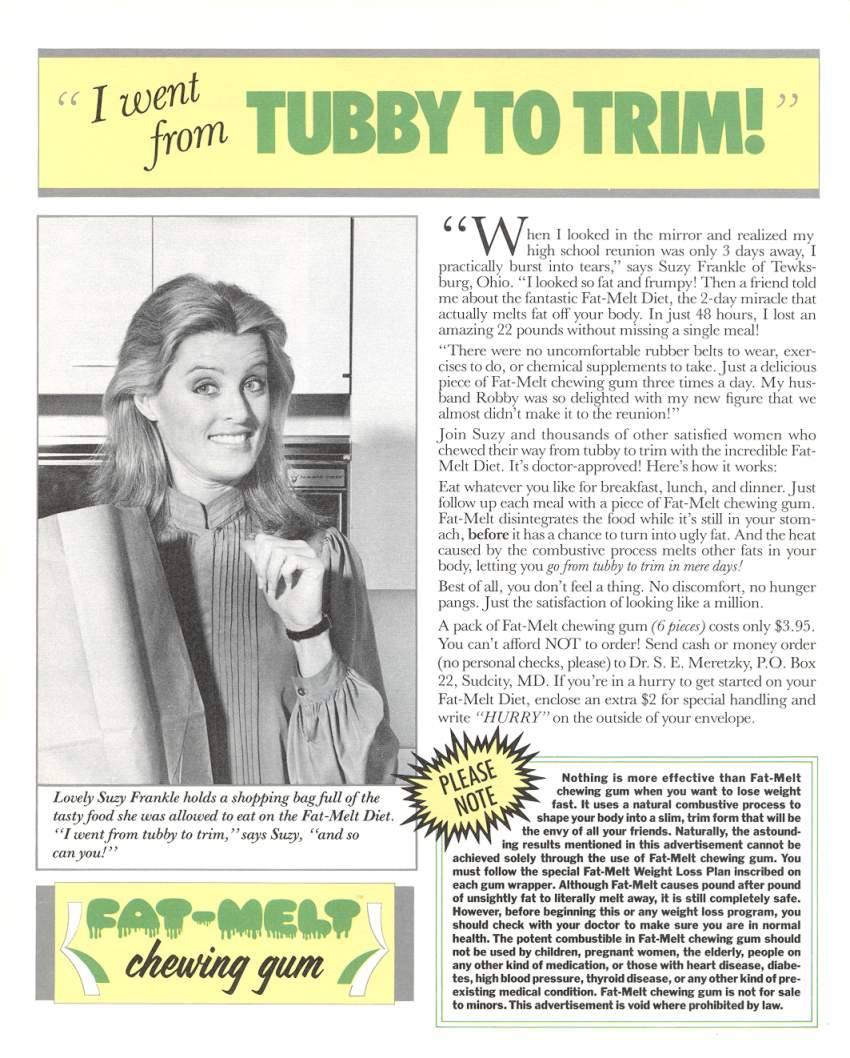 “I went
from TUBBY TO TRIM!”
“When I looked in the mirror and realized my
high school reunion was only 3 days away, I
practically burst into tears,” says Suzy Frankle of Tewks-
burg, Ohio. “I looked so fat and frumpy! Then a friend told
me about the fantastic Fat-Melt Diet, the 2-day miracle that
actually melts fat off your body. In just 48 hours, I lost an
amazing 22 pounds without missing a single meal!
“There were no uncomfortable rubber belts to wear, exer-
cises to do, or chemical supplements to take. Just a delicious
piece of Fat-Melt chewing gum three times a day. My hus-
band Robby was so delighted with my new figure that we
almost didn’t make it to the reunion!”
Join Suzy and thousands of other satisfied women who
chewed their way from tubby to trim with the incredible Fat-
Melt Diet. It’s doctor-approved! Here’s how it works:
Eat whatever you like for breakfast, lunch, and dinner. Just
follow up each meal with a piece of Fat-Melt chewing gum.
Fat-Melt disintegrates the food while it’s still in your stom-
ach, before it has a chance to turn into ugly fat. And the heat
caused by the combustive process melts other fats in your
body, letting you go from tubby to trim in mere days!
Best of all, you don’t feel a thing. No discomfort, no hunger
pangs. Just the satisfaction of looking like a million.
A pack of Fat-Melt chewing gum (6 pieces) costs only $3.95.
You can’t afford NOT to order! Send cash or money order
(no personal checks, please) to Dr. S. E. Meretzky, P.O. Box
22, Sudcity, MD. If you’re in a hurry to get started on your
Fat-Melt Diet, enclose an extra $2 for special handling and
write “HURRY” on the outside of your envelope.
Lovely Suzy Frankle holds a shopping bag full of the
tasty food she was allowed to eat on the Fat-Melt Diet.
“I went from tubby to trim,” says Suzy, “and so
can you!”
FAT-MELT™
chewing gum
PLEASE
NOTE
Nothing is more effective than Fat-Melt
chewing gum when you want to lose weight
fast. It uses a natural combustive process to
shape your body into a slim, trim form that will be
the envy of all your friends. Naturally, the astound-
ing results mentioned in this advertisement cannot be
achieved solely through the use of Fat-Melt chewing gum. You
must follow the special Fat-Melt Weight Loss Plan inscribed on
each gum wrapper. Although Fat-Melt causes pound after pound
of unsightly fat to literally melt away, it is still completely safe.
However, before beginning this or any weight loss program, you
should check with your doctor to make sure you are in normal
health. The potent combustible in Fat-Melt chewing gum should
not be used by children, pregnant women, the elderly, people on
any other kind of medication, or those with heart disease, diabe-
tes, high blood pressure, thyroid disease, or any other kind of pre-
existing medical condition. Fat-Melt chewing gum is not for sale
to minors. This advertisement is void where prohibited by law.